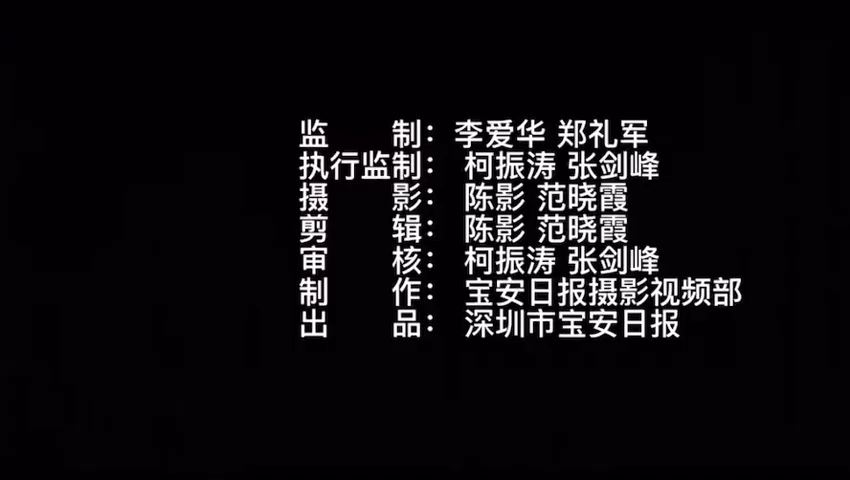 监　　制：李爱华 郑礼军
执行监制：柯振涛 张剑峰
摄　　影：陈影 范晓霞
剪　　辑：陈影 范晓霞
审　　核：柯振涛 张剑峰
制　　作：宝安日报摄影视频部
出　　品：深圳市宝安日报